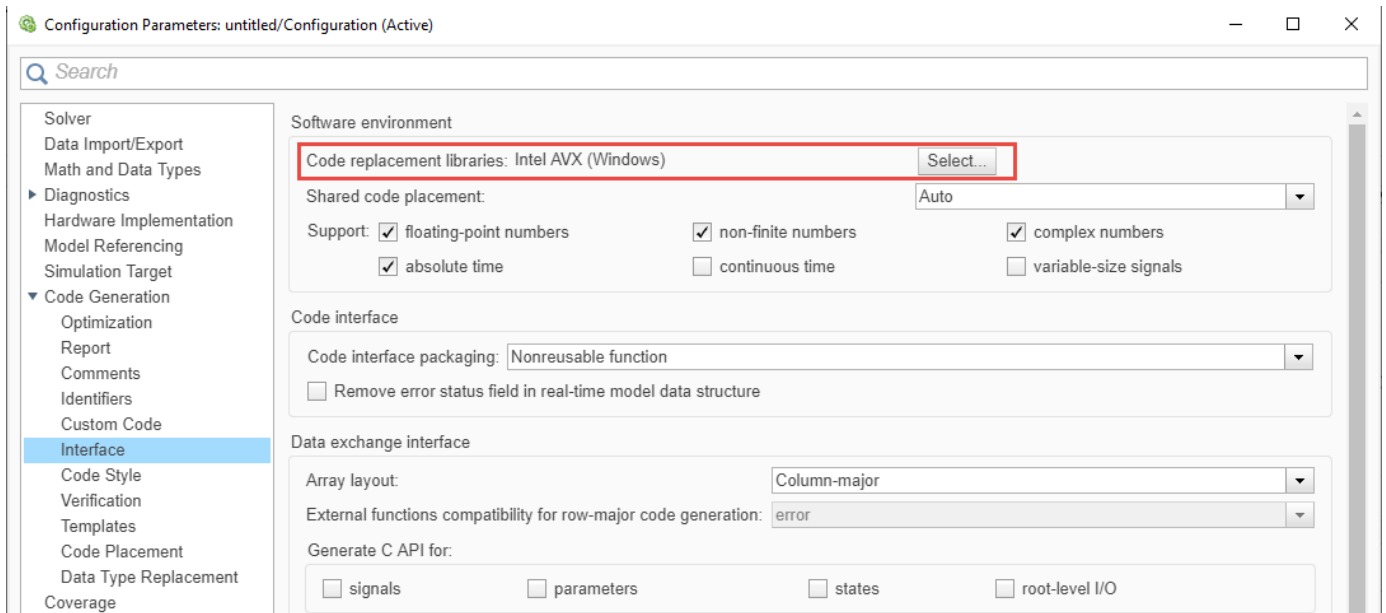 Configuration Parameters: untitled/Configuration (Active)
Search
Solver
Data Import/Export
Math and Data Types
Diagnostics
Hardware Implementation
Model Referencing
Simulation Target
Code Generation
Optimization
Report
Comments
Identifiers
Custom Code
Interface
Code Style
Verification
Templates
Code Placement
Data Type Replacement
Coverage
Software environment
Code replacement libraries: Intel AVX (Windows) Select...
Shared code placement: Auto
Support: floating-point numbers non-finite numbers complex numbers
absolute time continuous time variable-size signals
Code interface
Code interface packaging: Nonreusable function
Remove error status field in real-time model data structure
Data exchange interface
Array layout: Column-major
External functions compatibility for row-major code generation: error
Generate C API for:
signals parameters states root-level I/O